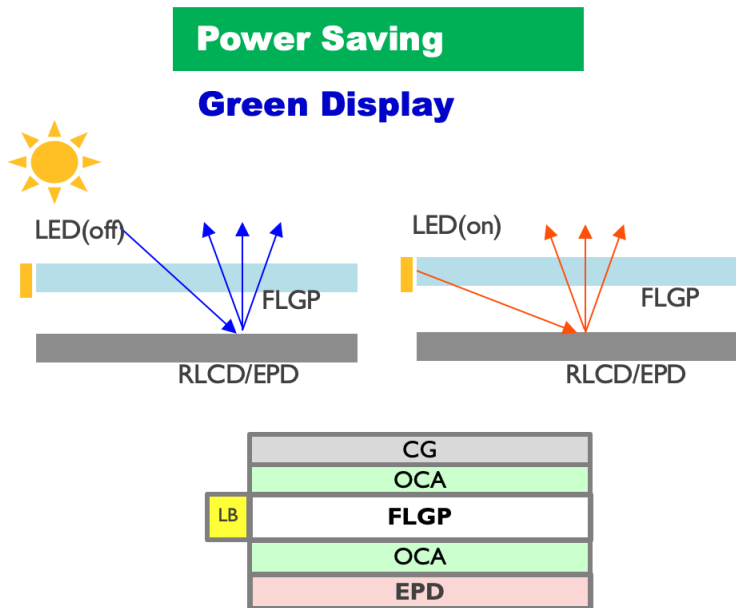 Power Saving
Green Display
LED(off)
FLGP
RLCD/EPD
LED(on)
FLGP
RLCD/EPD
CG
OCA
LB
FLGP
OCA
EPD